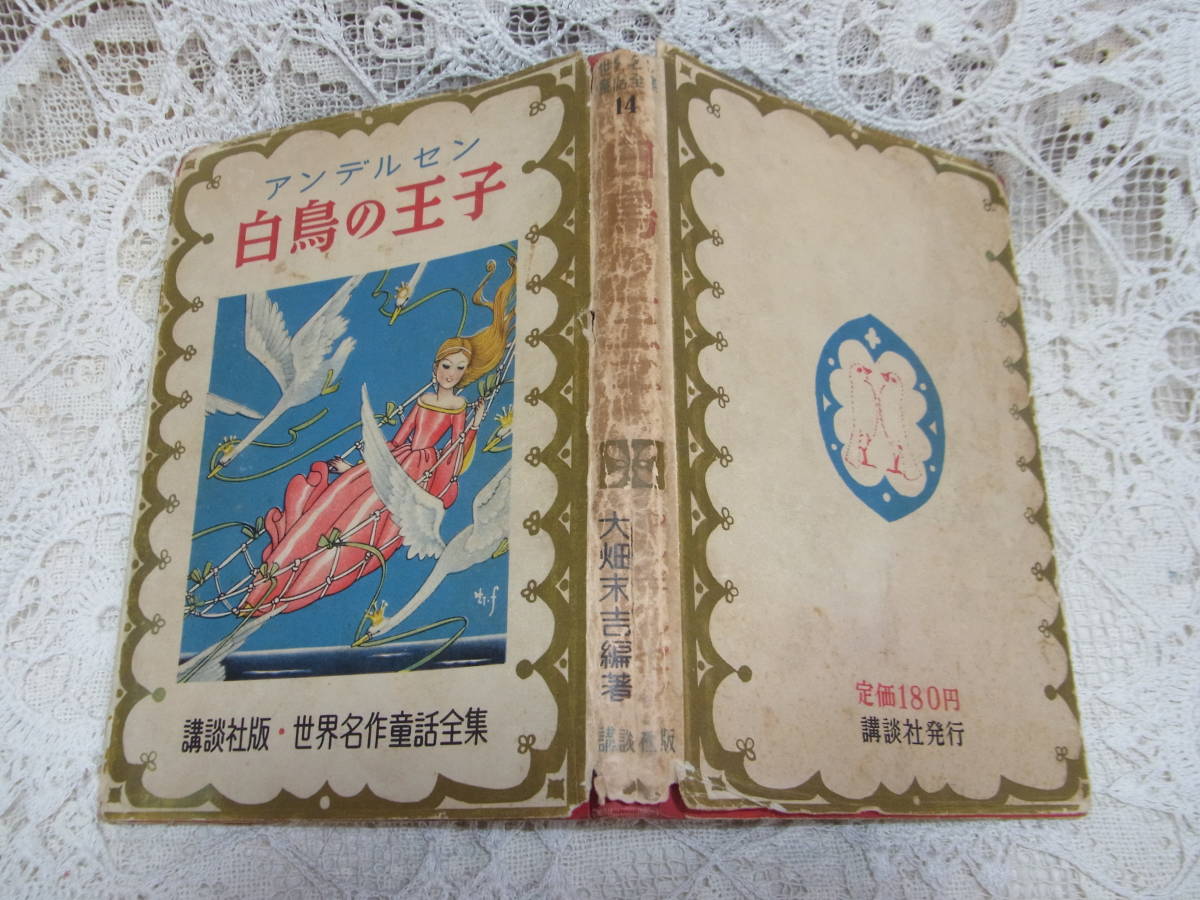 アンデルセン
白鳥の王子
講談社版・世界名作童話全集
14
大畑末吉編著
講談社版
定価180円
講談社発行